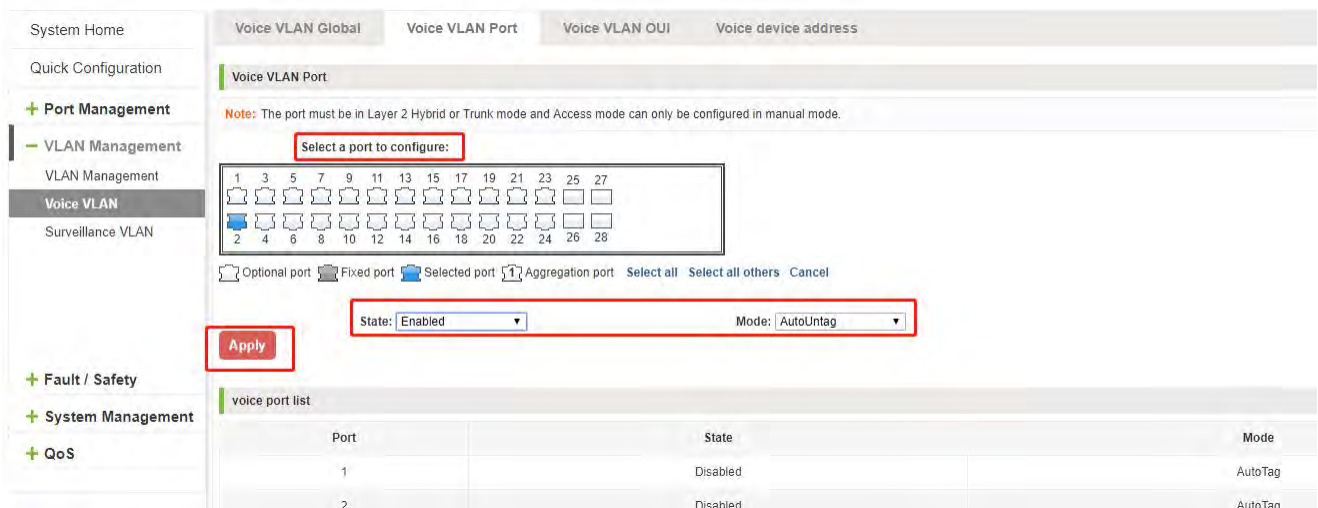 System Home
Quick Configuration
Port Management
VLAN Management
VLAN Management
Voice VLAN
Surveillance VLAN
Fault / Safety
System Management
QoS
Voice VLAN Global Voice VLAN Port Voice VLAN OUI Voice device address
Voice VLAN Port
Note: The port must be in Layer 2 Hybrid or Trunk mode and Access mode can only be configured in manual mode.
Select a port to configure:
1 3 5 7 9 11 13 15 17 19 21 23 25 27
2 4 6 8 10 12 14 16 18 20 22 24 26 28
Optional port Fixed port Selected port 1 Aggregation port Select all Select all others Cancel
State: Enabled Mode: AutoUntag
Apply
voice port list
Port State Mode
1 Disabled AutoTag
2 Disabled AutoTag